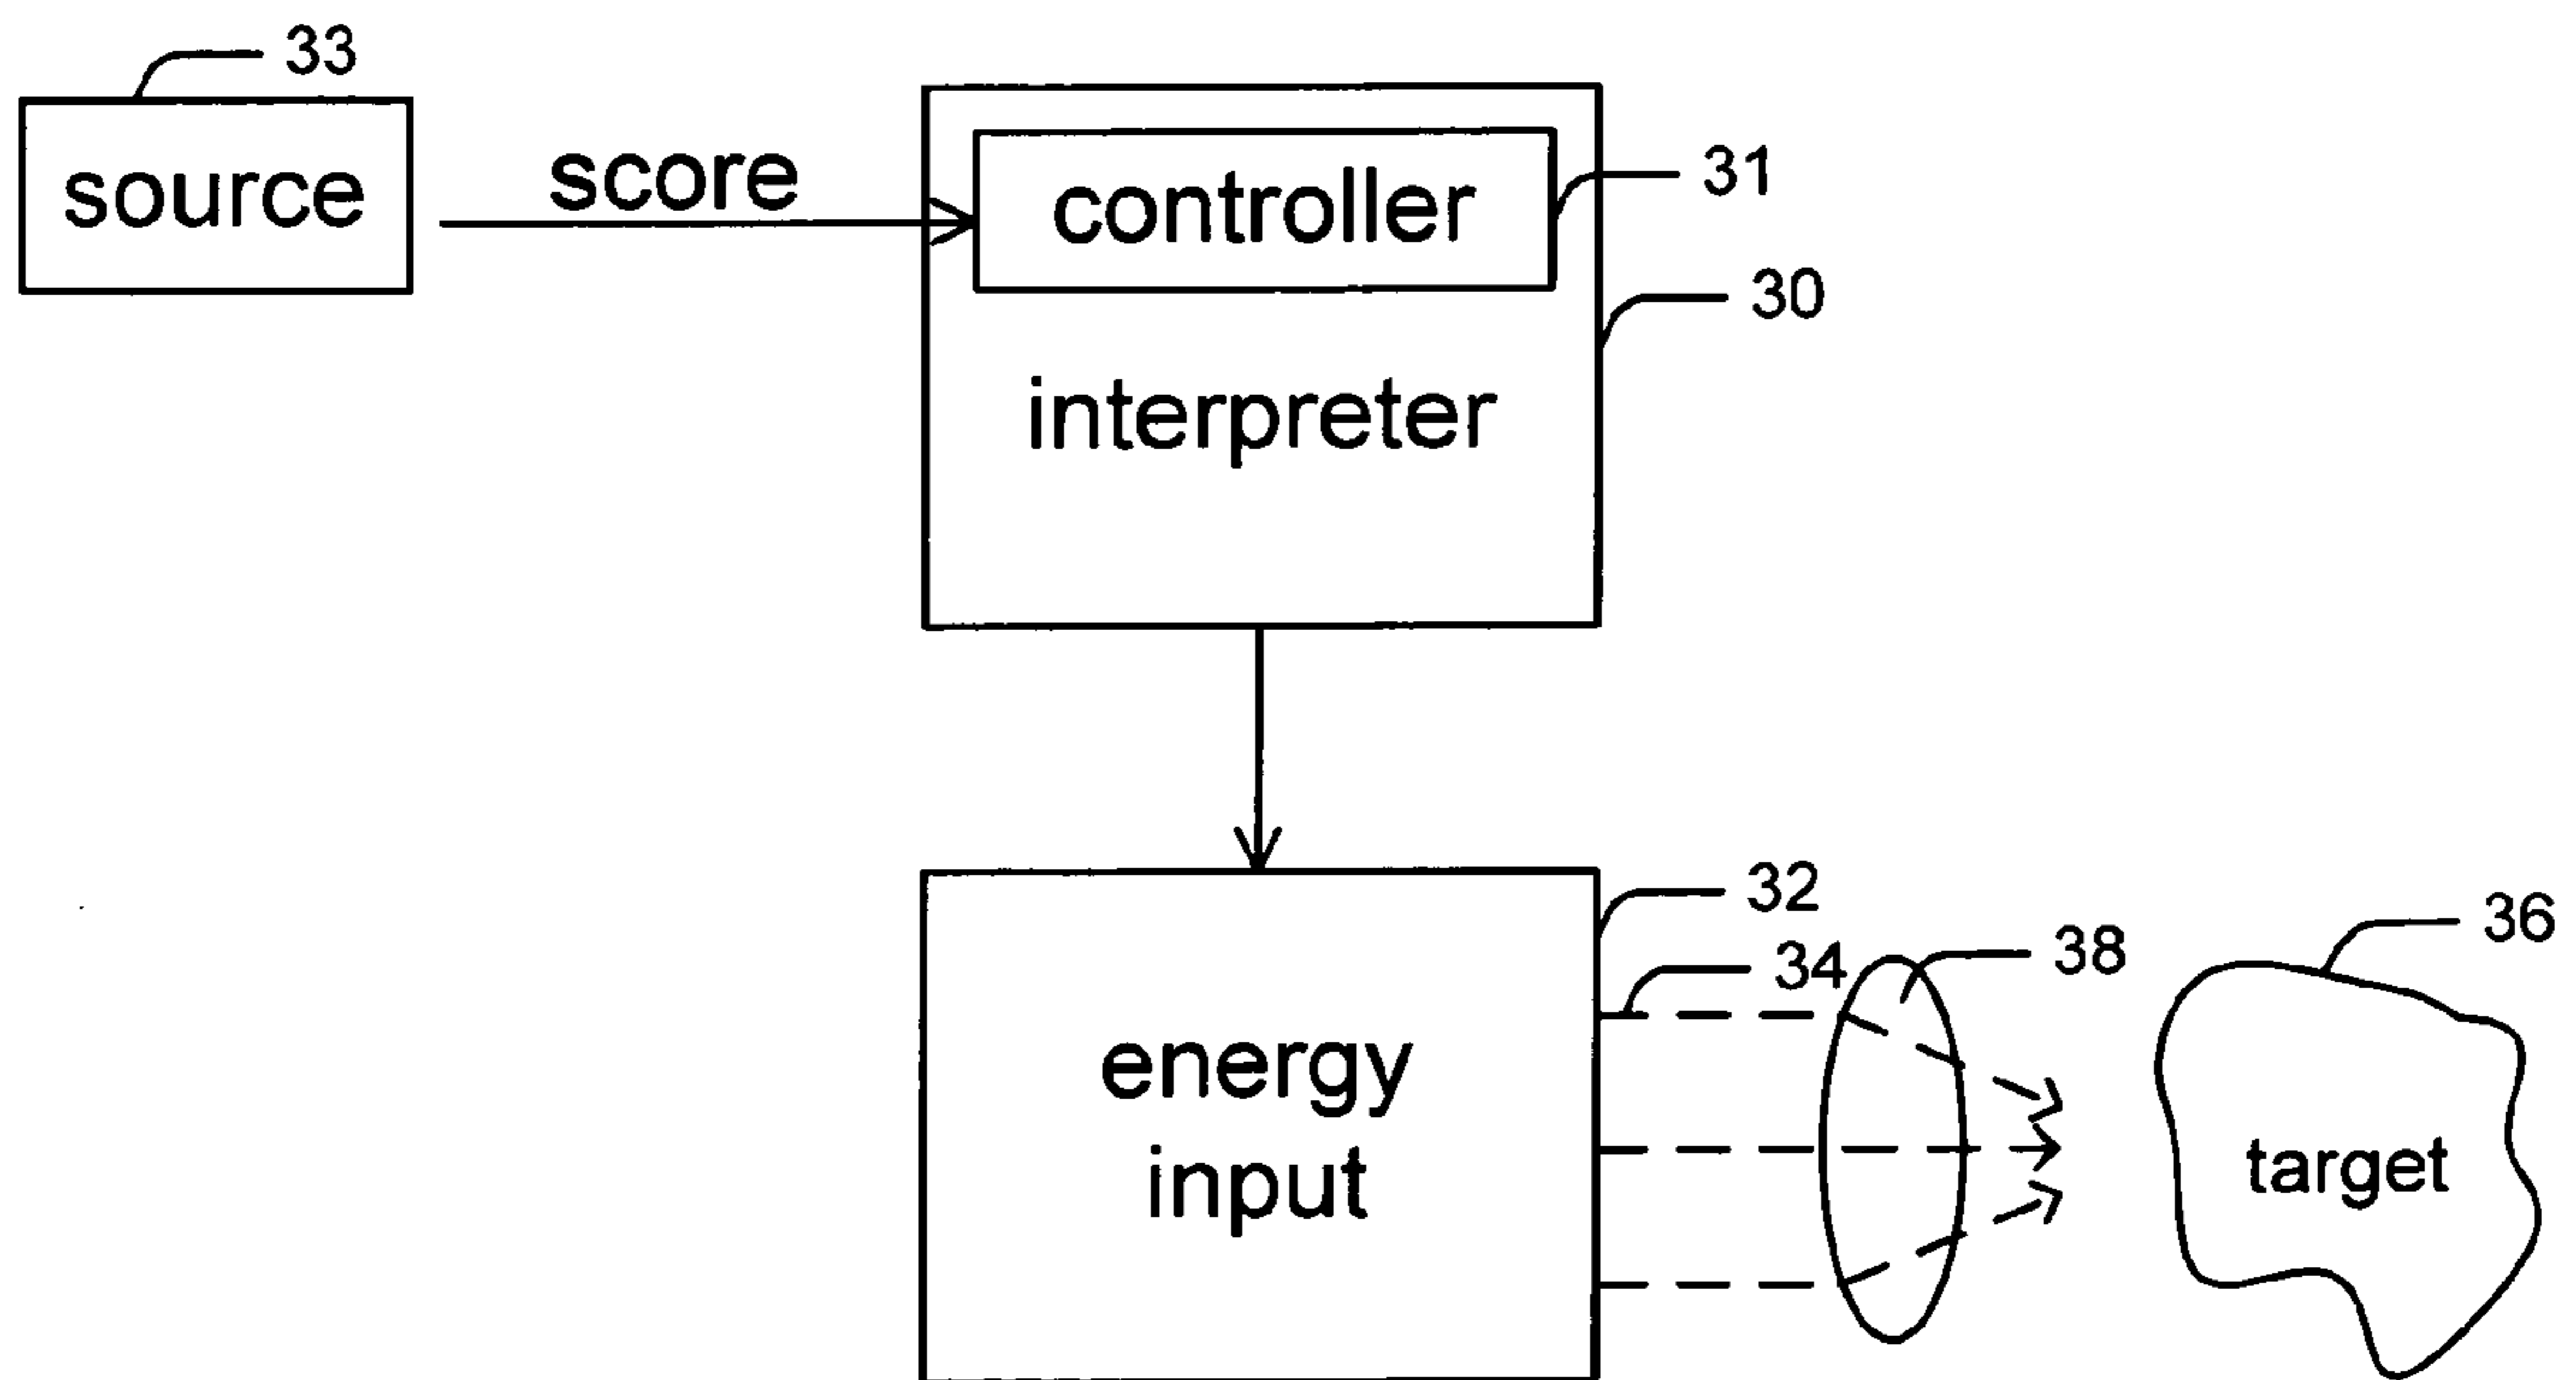 33
source
score
controller
31
30
interpreter
32
34
38
36
energy
input
target